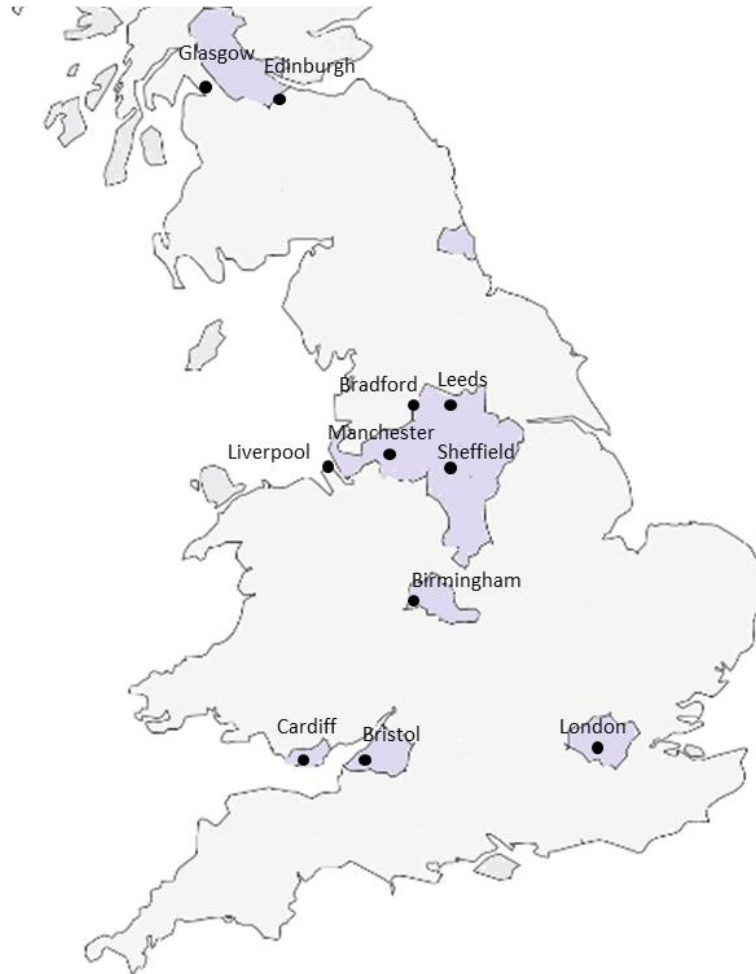 Glasgow
Edinburgh
Bradford
Leeds
Manchester
Liverpool
Sheffield
Birmingham
Cardiff
Bristol
London